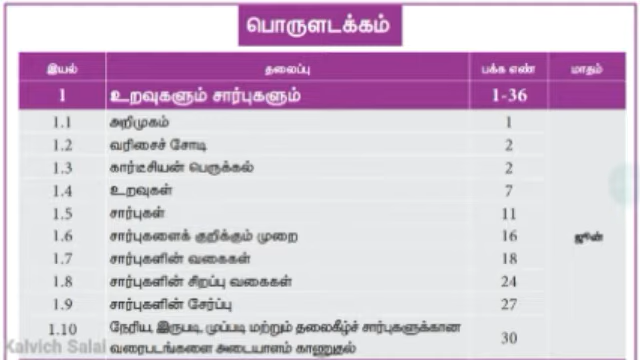 பொருளடக்கம்
இயல் தலைப்பு பக்க எண் மாதம்
1 உறவுகளும் சார்புகளும் 1-36
1.1 அறிமுகம் 1
1.2 வரிசைச் சோடி 2
1.3 கார்டீசியன் பெருக்கல் 2
1.4 உறவுகள் 7
1.5 சார்புகள் 11
1.6 சார்புகளைக் குறிக்கும் முறை 16 ஜூன்
1.7 சார்புகளின் வகைகள் 18
1.8 சார்புகளின் சிறப்பு வகைகள் 24
1.9 சார்புகளின் சேர்ப்பு 27
1.10 நேரிய, இருபடி, முப்படி மற்றும் தலைகீழ்ச் சார்புகளுக்கான 30
வரைபடங்களை அடையாளம் காணுதல்
Kalvich Salai